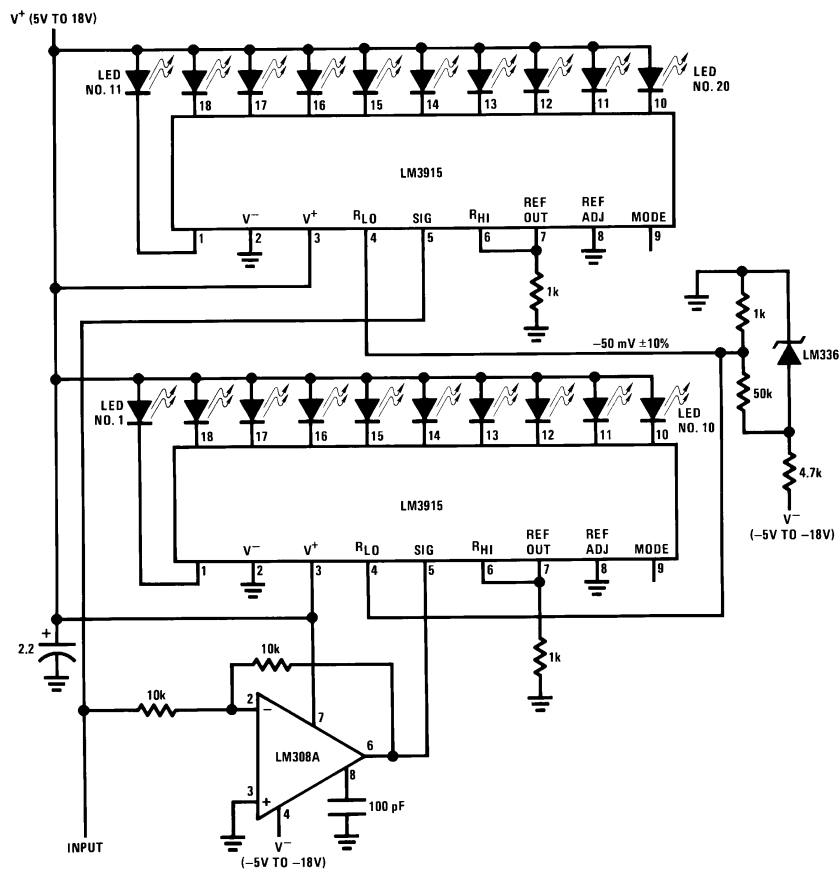 V+ (5V TO 18V)
LED NO. 11
LED NO. 20
18 17 16 15 14 13 12 11 10
LM3915
V− V+ RLO SIG RHI REF OUT REF ADJ MODE
1 2 3 4 5 6 7 8 9
1k
−50 mV ±10%
1k
LM336
50k
4.7k
V−
(−5V TO −18V)
LED NO. 1
LED NO. 10
18 17 16 15 14 13 12 11 10
LM3915
V− V+ RLO SIG RHI REF OUT REF ADJ MODE
1 2 3 4 5 6 7 8 9
1k
+
2.2
10k
10k
2 −
7
LM308A
6
8
3 +
4
100 pF
V−
(−5V TO −18V)
INPUT